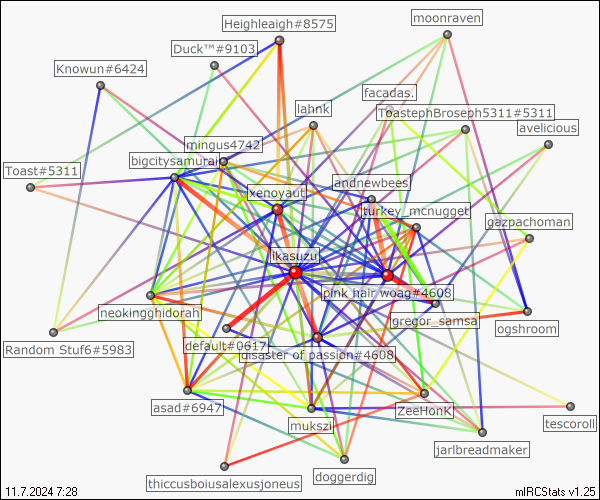 moonraven
Heighleaigh#8575
Duck™#9103
Knowun#6424
facadas.
lahnk
ToastephBroseph5311#5311
avelicious
mingus4742
bigcitysamurai
Toast#5311
andrewbees
xenoyaut
turkey_mcnugget
gazpachoman
likasuzu
pink hair woag#4608
neokingghidorah
gregor_samsa
ogshroom
default#0617
Random Stuf6#5983
disaster of passion#4608
asad#6947
ZeeHonK
mukszi
tescoroll
jarlbreadmaker
doggerdig
thiccusboiusalexusjoneus
11.7.2024 7:28
mIRCStats v1.25